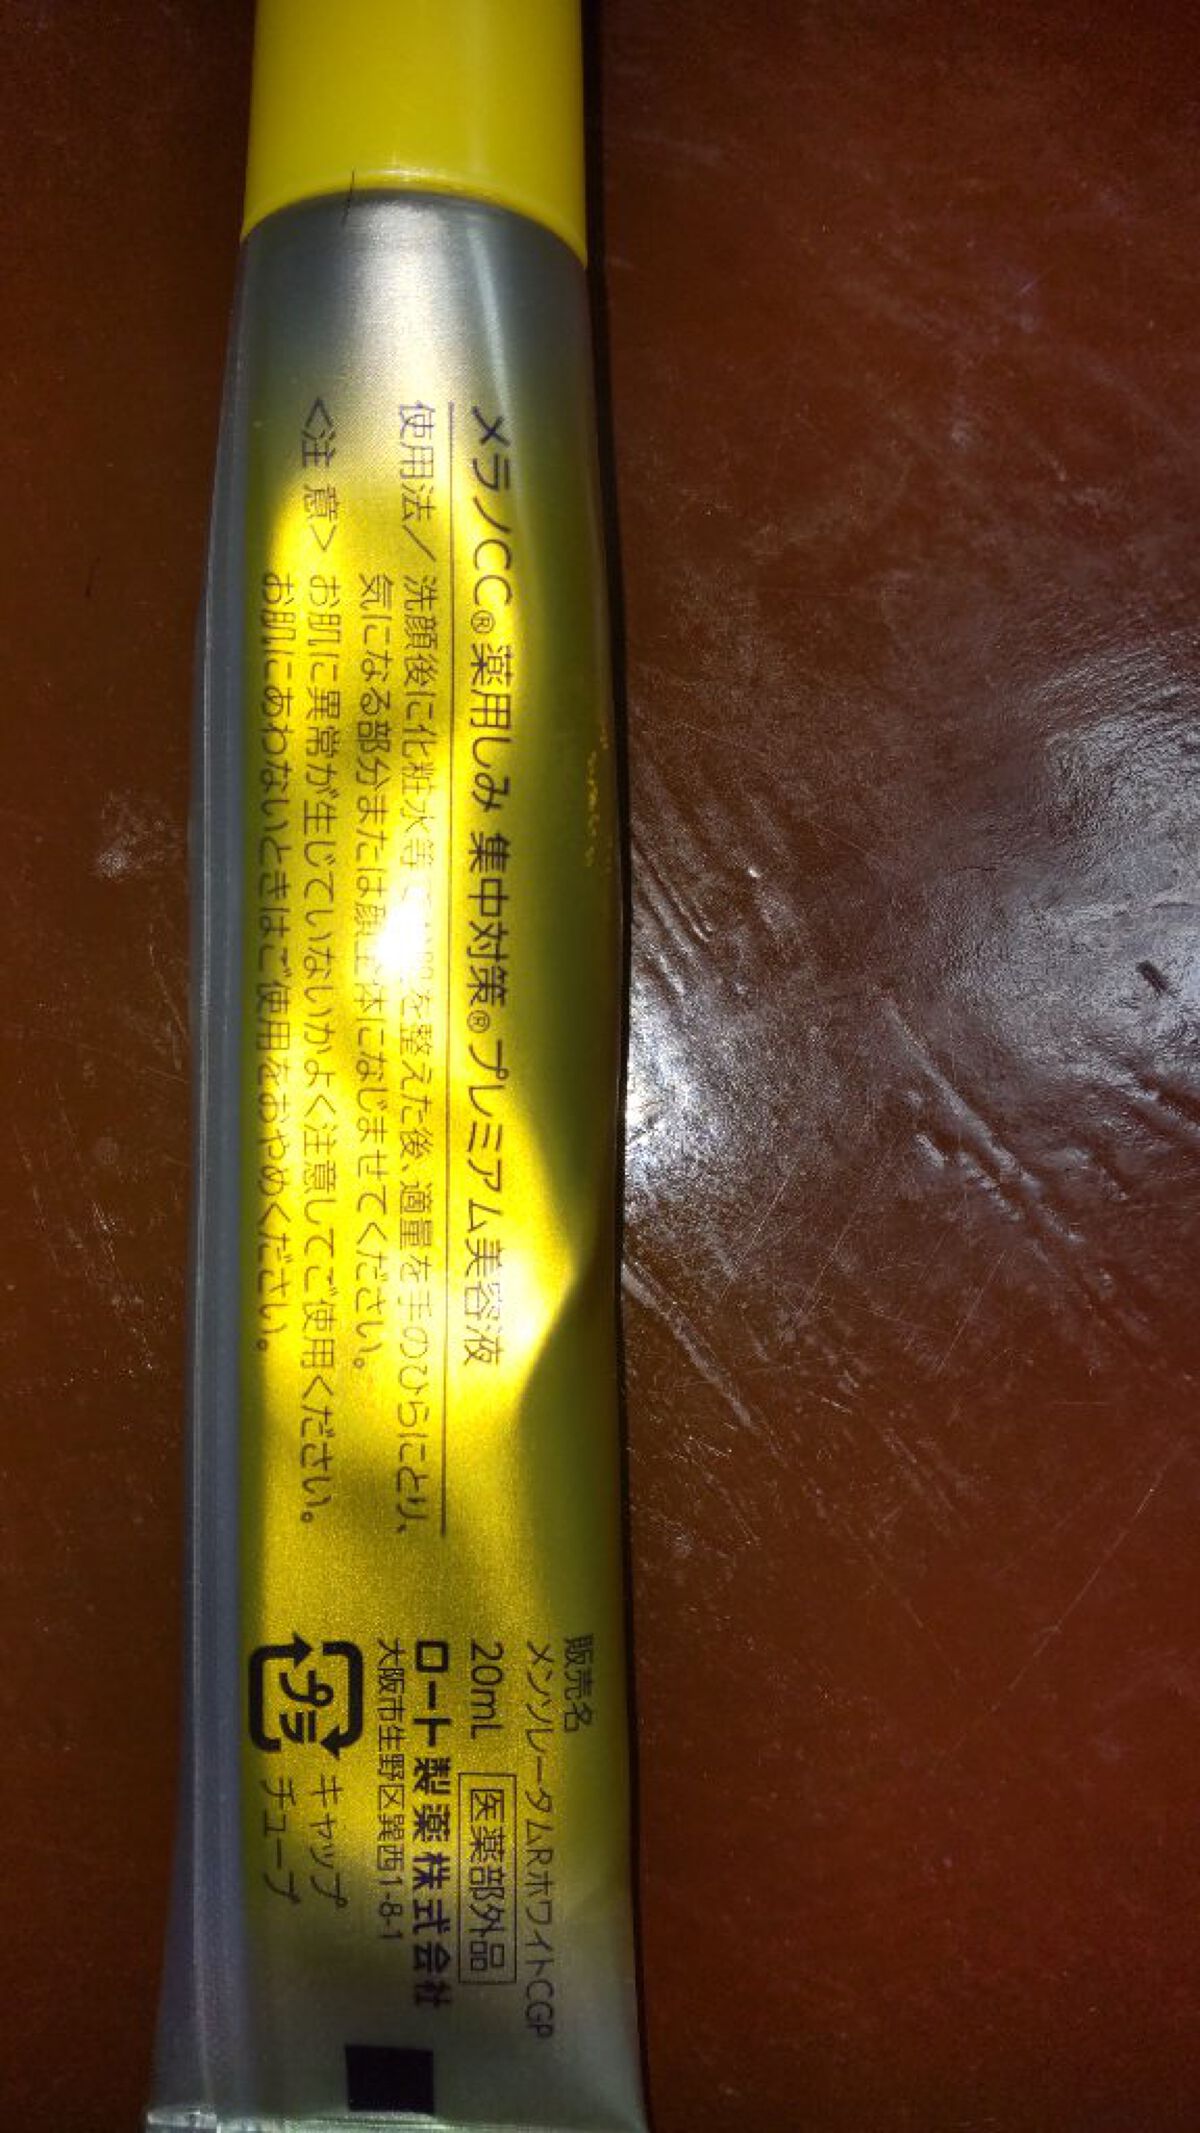 メラノCC® 薬用しみ 集中対策® プレミアム美容液
使用法／洗顔後に化粧水等 を整えた後、適量を手のひらにとり、
気になる部分または顔全体になじませてください。
<注 意> お肌に異常が生じていないかよく注意してご使用ください。
お肌にあわないときはご使用をおやめください。
販売名
メンソレータムRホワイトCGP
20mL 医薬部外品
ロート製薬株式会社
大阪市生野区巽西1-8-1
プラ キャップ
チューブ